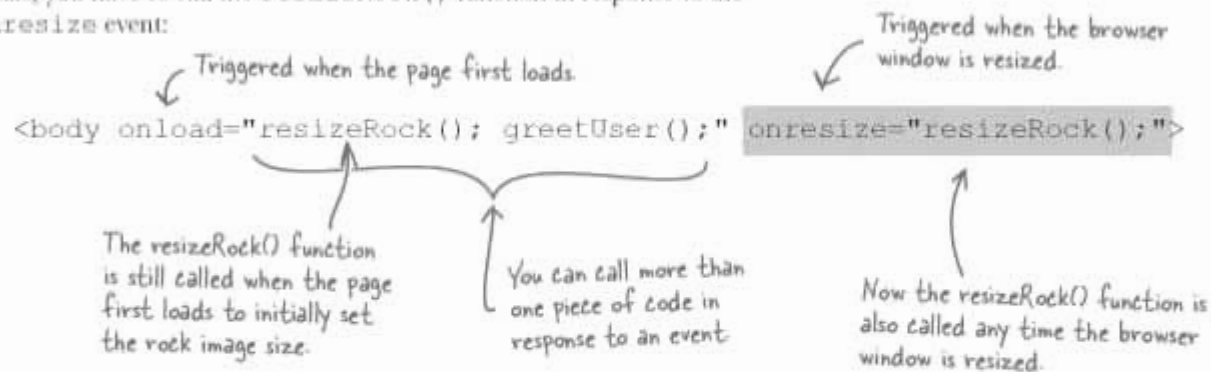 resize event:
Triggered when the page first loads.
Triggered when the browser
window is resized.
<body onload="resizeRock(); greetUser();" onresize="resizeRock();">
The resizeRock() function
is still called when the page
first loads to initially set
the rock image size.
You can call more than
one piece of code in
response to an event
Now the resizeRock() function is
also called any time the browser
window is resized.